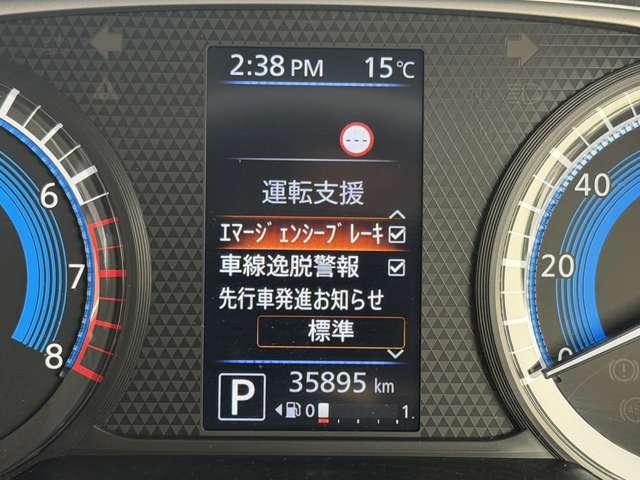 2:38 PM 15℃
運転支援
ｴﾏｰｼﾞｪﾝｼｰﾌﾞﾚｰｷ
車線逸脱警報
先行車発進お知らせ
標準
P 35895 km
0 1
6
7
8
40
20
0